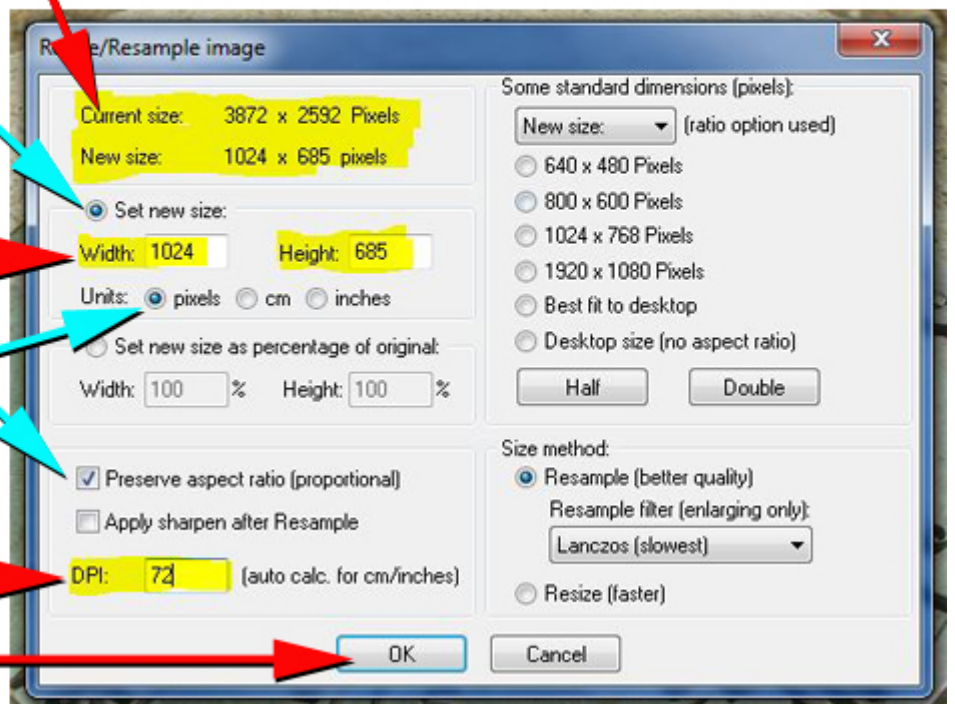 Resize/Resample image
Current size: 3872 x 2592 Pixels
New size: 1024 x 685 pixels
Set new size:
Width: 1024 Height: 685
Units: pixels cm inches
Set new size as percentage of original:
Width: 100 % Height: 100 %
Preserve aspect ratio (proportional)
Apply sharpen after Resample
DPI: 72 (auto calc. for cm/inches)
Some standard dimensions (pixels):
New size: (ratio option used)
640 x 480 Pixels
800 x 600 Pixels
1024 x 768 Pixels
1920 x 1080 Pixels
Best fit to desktop
Desktop size (no aspect ratio)
Half Double
Size method:
Resample (better quality)
Resample filter (enlarging only):
Lanczos (slowest)
Resize (faster)
OK Cancel